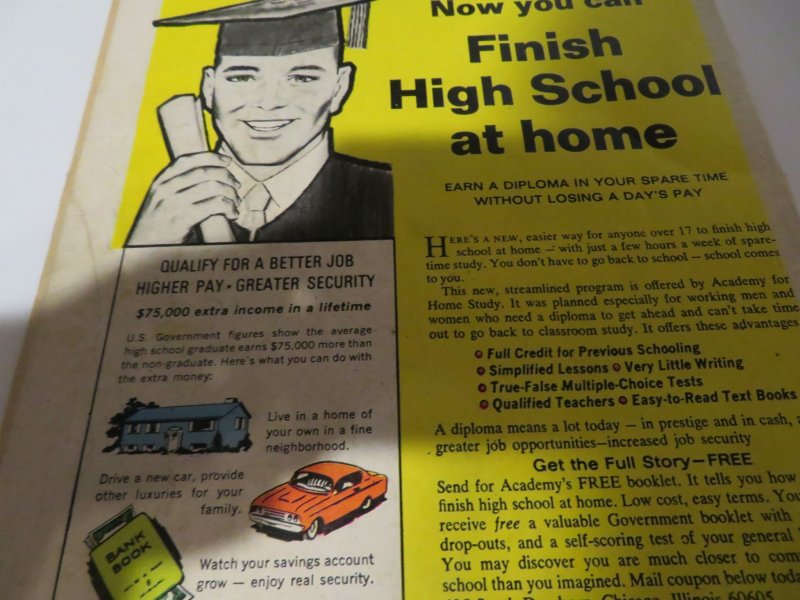 Now you can
Finish
High School
at home
EARN A DIPLOMA IN YOUR SPARE TIME
WITHOUT LOSING A DAY'S PAY
HERE'S A NEW, easier way for anyone over 17 to finish high
school at home — with just a few hours a week of spare-
time study. You don't have to go back to school — school comes
to you.
This new, streamlined program is offered by Academy for
Home Study. It was planned especially for working men and
women who need a diploma to get ahead and can't take time
out to go back to classroom study. It offers these advantages
Full Credit for Previous Schooling
Simplified Lessons Very Little Writing
True-False Multiple-Choice Tests
Qualified Teachers Easy-to-Read Text Books
A diploma means a lot today — in prestige and in cash,
greater job opportunities—increased job security
Get the Full Story—FREE
Send for Academy's FREE booklet. It tells you how
finish high school at home. Low cost, easy terms. You
receive free a valuable Government booklet with
drop-outs, and a self-scoring test of your general
You may discover you are much closer to
school than you imagined. Mail coupon below
Chicago, Illinois 60605
QUALIFY FOR A BETTER JOB
HIGHER PAY • GREATER SECURITY
$75,000 extra income in a lifetime
U.S. Government figures show the average
high school graduate earns $75,000 more than
the non-graduate. Here's what you can do with
the extra money:
Live in a home of
your own in a fine
neighborhood.
Drive a new car, provide
other luxuries for your
family.
BANK
BOOK
Watch your savings account
grow — enjoy real security.